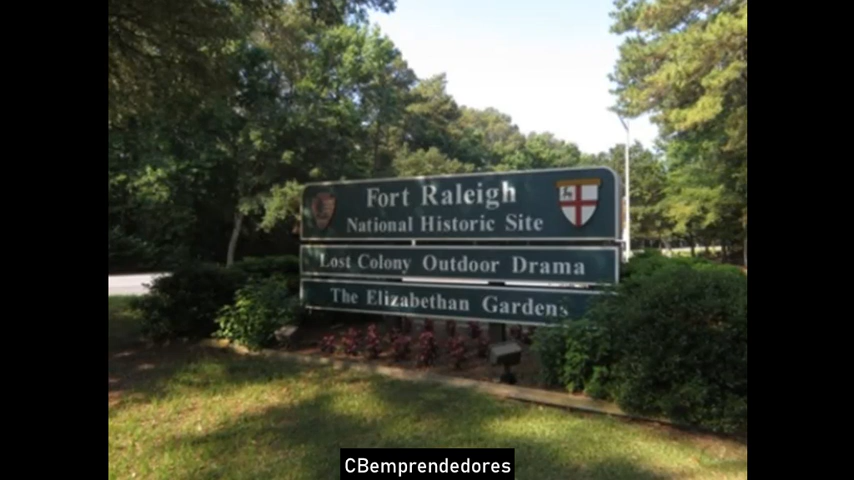 Fort Raleigh
National Historic Site
Lost Colony Outdoor Drama
The Elizabethan Gardens
CBemprendedores